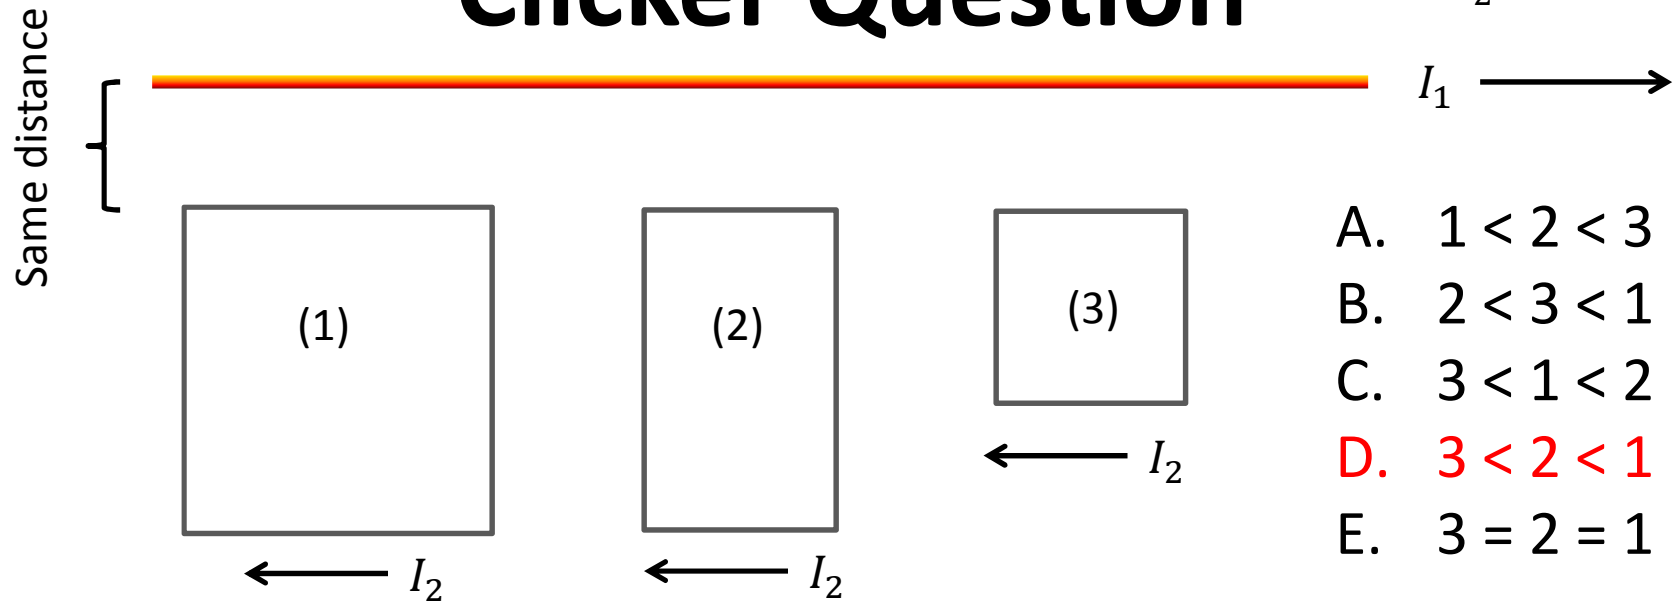 Clicker Question
2
Same distance
I₁
(1)
(2)
(3)
I₂
I₂
I₂
A. 1 < 2 < 3
B. 2 < 3 < 1
C. 3 < 1 < 2
D. 3 < 2 < 1
E. 3 = 2 = 1